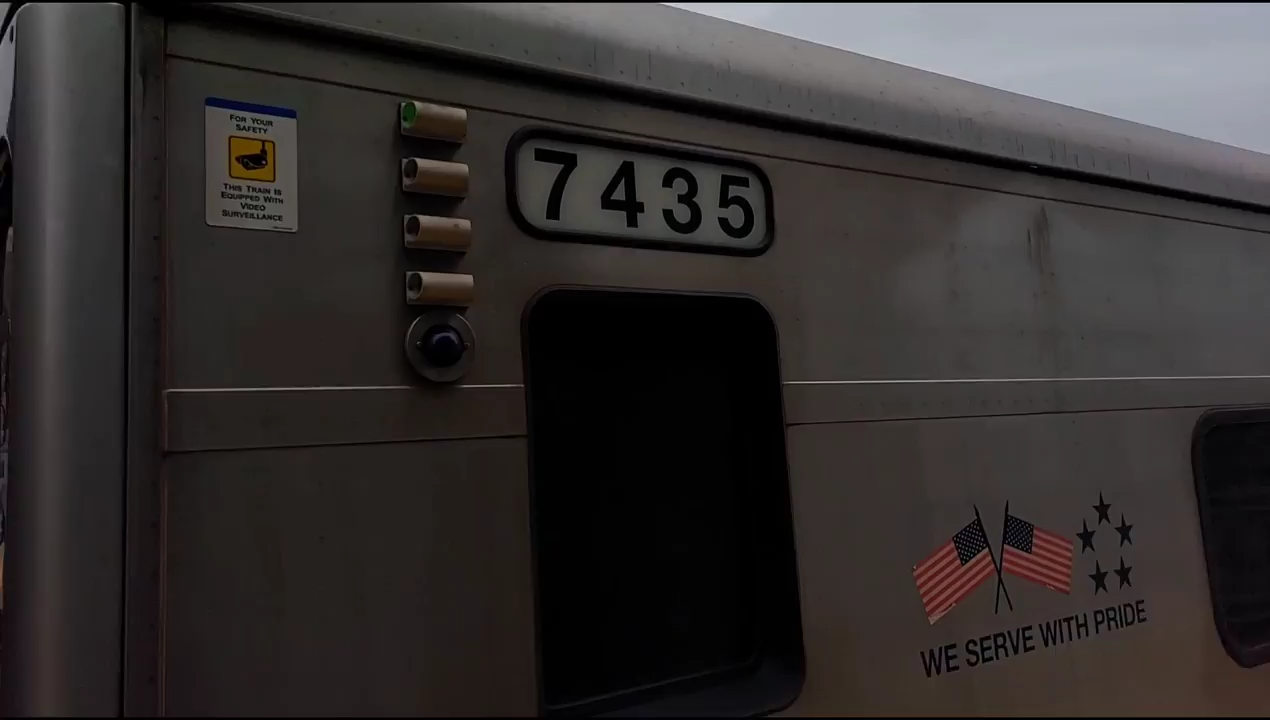 FOR YOUR
SAFETY
THIS TRAIN IS
EQUIPPED WITH
VIDEO
SURVEILLANCE
7435
WE SERVE WITH PRIDE